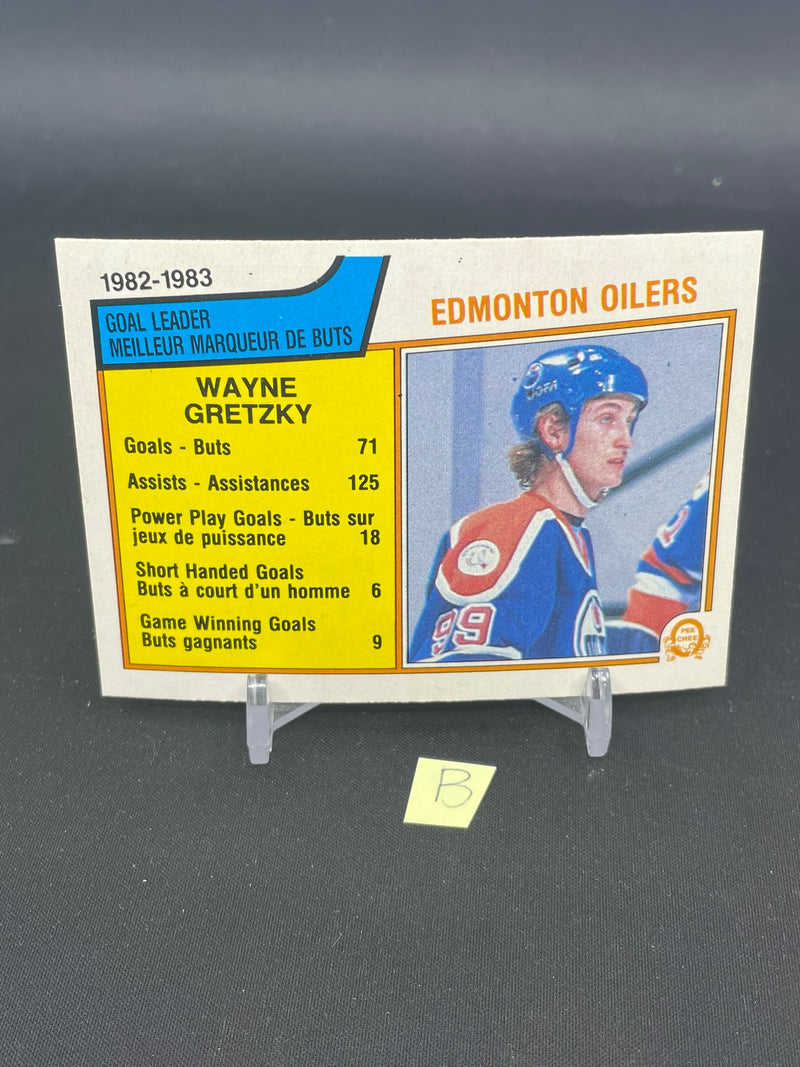 1982-1983
GOAL LEADER
MEILLEUR MARQUEUR DE BUTS
EDMONTON OILERS
WAYNE
GRETZKY
Goals - Buts 71
Assists - Assistances 125
Power Play Goals - Buts sur
jeux de puissance 18
Short Handed Goals
Buts à court d'un homme 6
Game Winning Goals
Buts gagnants 9
99
PEE
CHEE
B